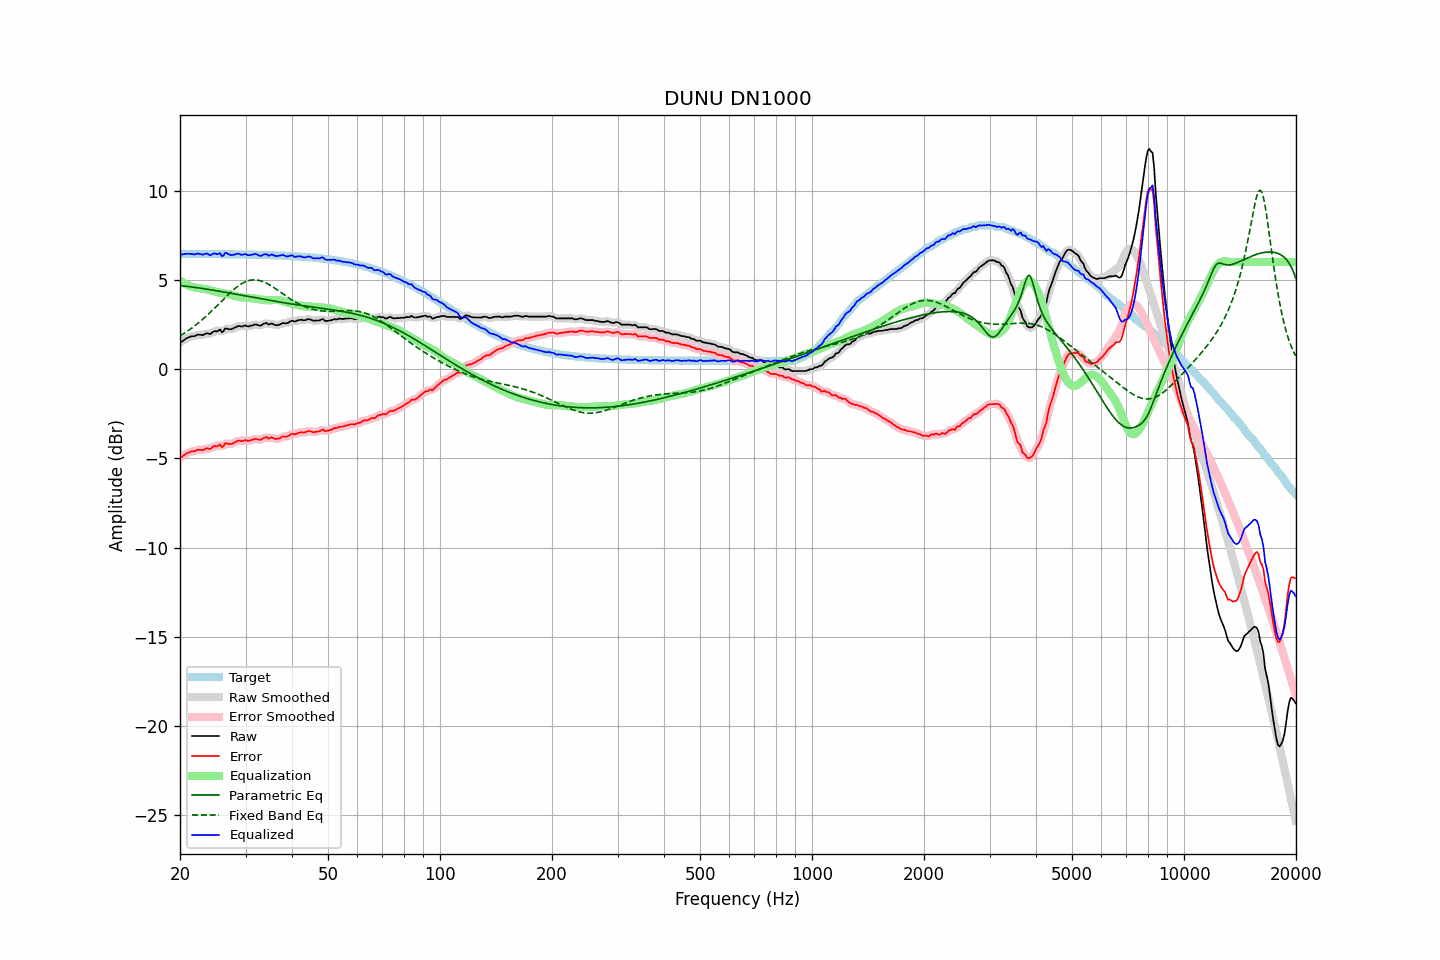 DUNU DN1000
Amplitude (dBr)
10
5
0
−5
−10
−15
−20
−25
Target
Raw Smoothed
Error Smoothed
Raw
Error
Equalization
Parametric Eq
Fixed Band Eq
Equalized
20 50 100 200 500 1000 2000 5000 10000 20000
Frequency (Hz)